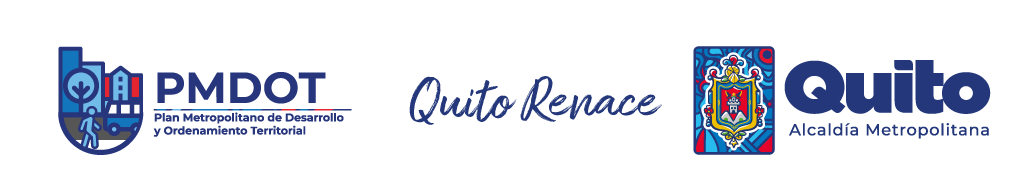 PMDOT
Plan Metropolitano de Desarrollo
y Ordenamiento Territorial
Quito Renace
Quito
Alcaldía Metropolitana